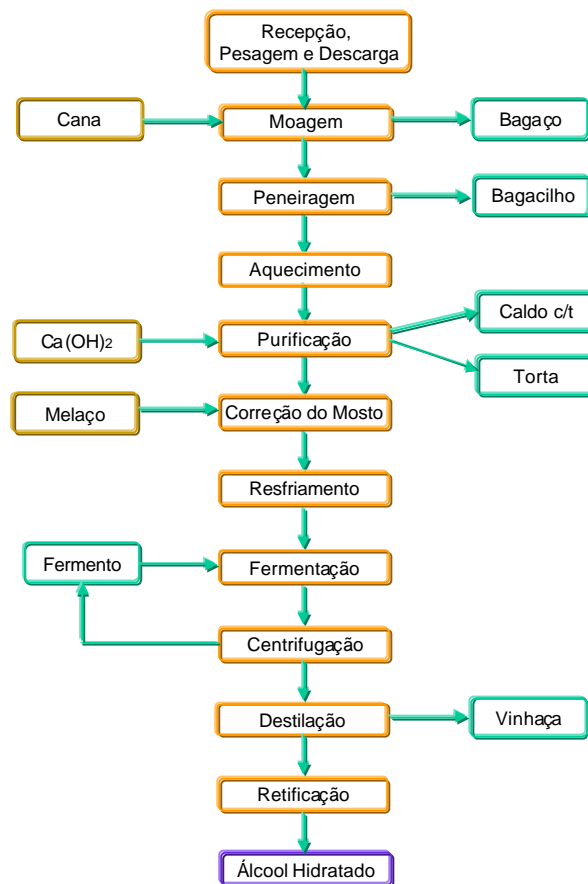 Recepção,
Pesagem e Descarga
Cana
Moagem
Bagaço
Peneiragem
Bagacilho
Aquecimento
Ca(OH)2
Purificação
Caldo c/t
Torta
Melaço
Correção do Mosto
Resfriamento
Fermento
Fermentação
Centrifugação
Destilação
Vinhaça
Retificação
Álcool Hidratado